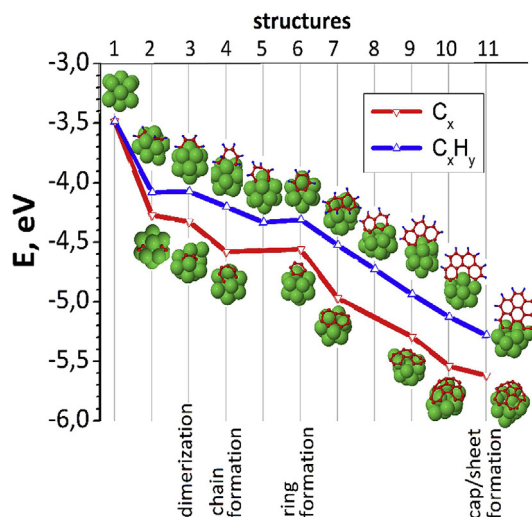 structures
1 2 3 4 5 6 7 8 9 10 11
-3,0
-3,5
-4,0
-4,5
-5,0
-5,5
-6,0
E, eV
Cₓ
CₓHᵧ
dimerization
chain
formation
ring
formation
cap/sheet
formation